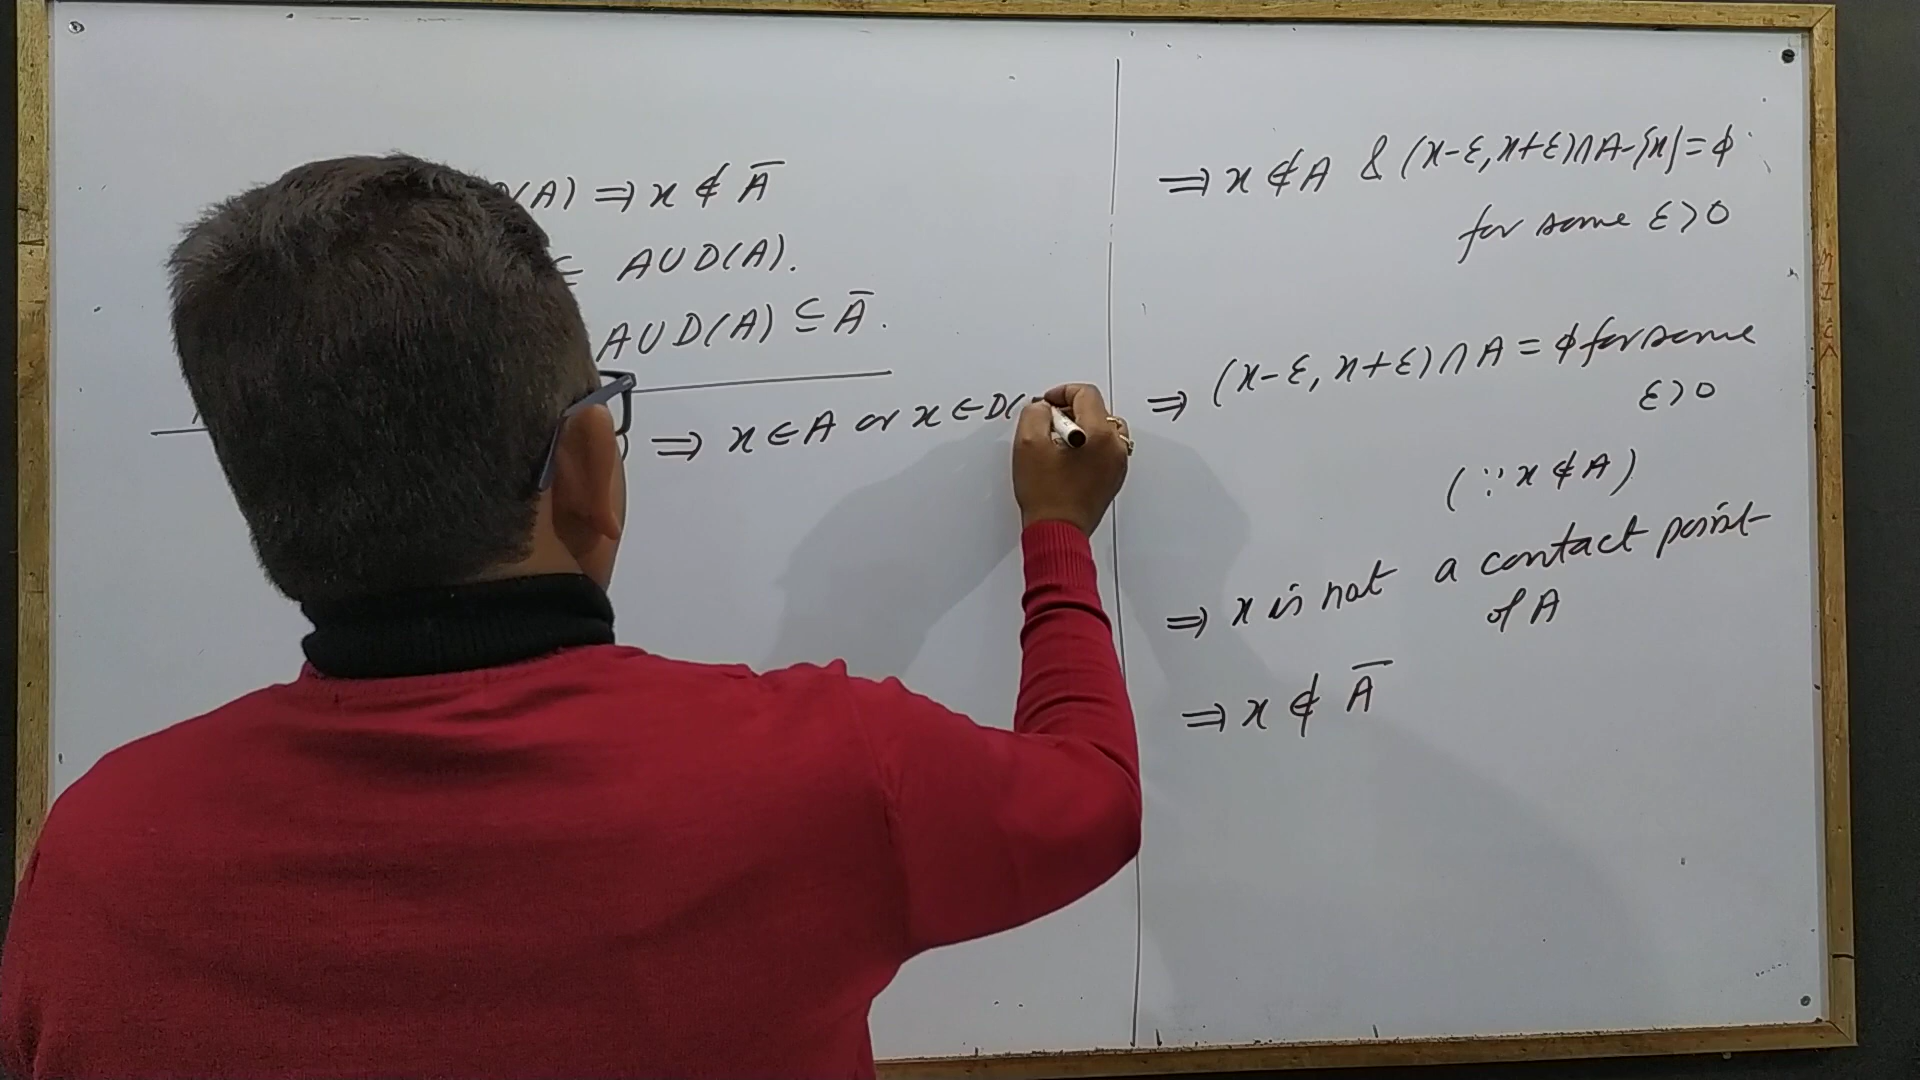 (A) ⇒ x ∉ A̅
⊆ A∪D(A).
A∪D(A) ⊆ A̅.
) ⇒ x ∈ A or x ∈ D(
⇒ x ∉ A & (x-ε, x+ε)∩A-{x} = ϕ
for some ε>0
⇒ (x-ε, x+ε)∩A = ϕ for some
ε>0
(∵ x ∉ A)
⇒ x is not a contact point
of A
⇒ x ∉ A̅